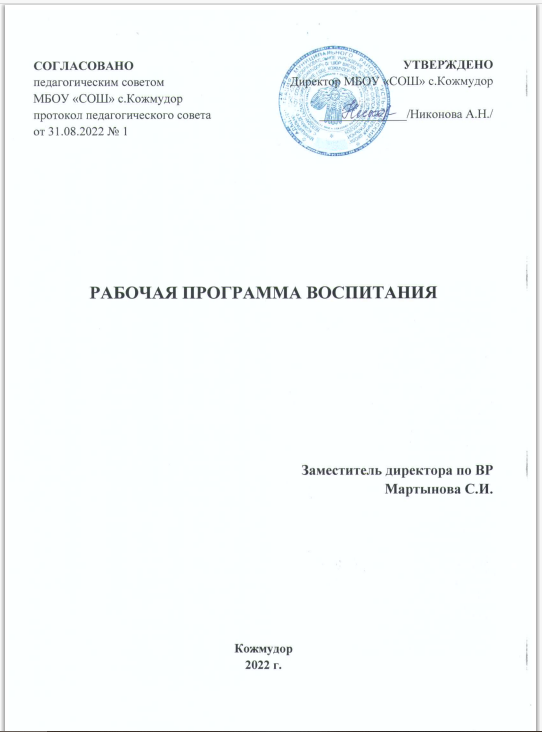 СОГЛАСОВАНО
педагогическим советом
МБОУ «СОШ» с.Кожмудор
протокол педагогического совета
от 31.08.2022 № 1
УТВЕРЖДЕНО
Директор МБОУ «СОШ» с.Кожмудор
/Никонова А.Н./
РАБОЧАЯ ПРОГРАММА ВОСПИТАНИЯ
Заместитель директора по ВР
Мартынова С.И.
Кожмудор
2022 г.